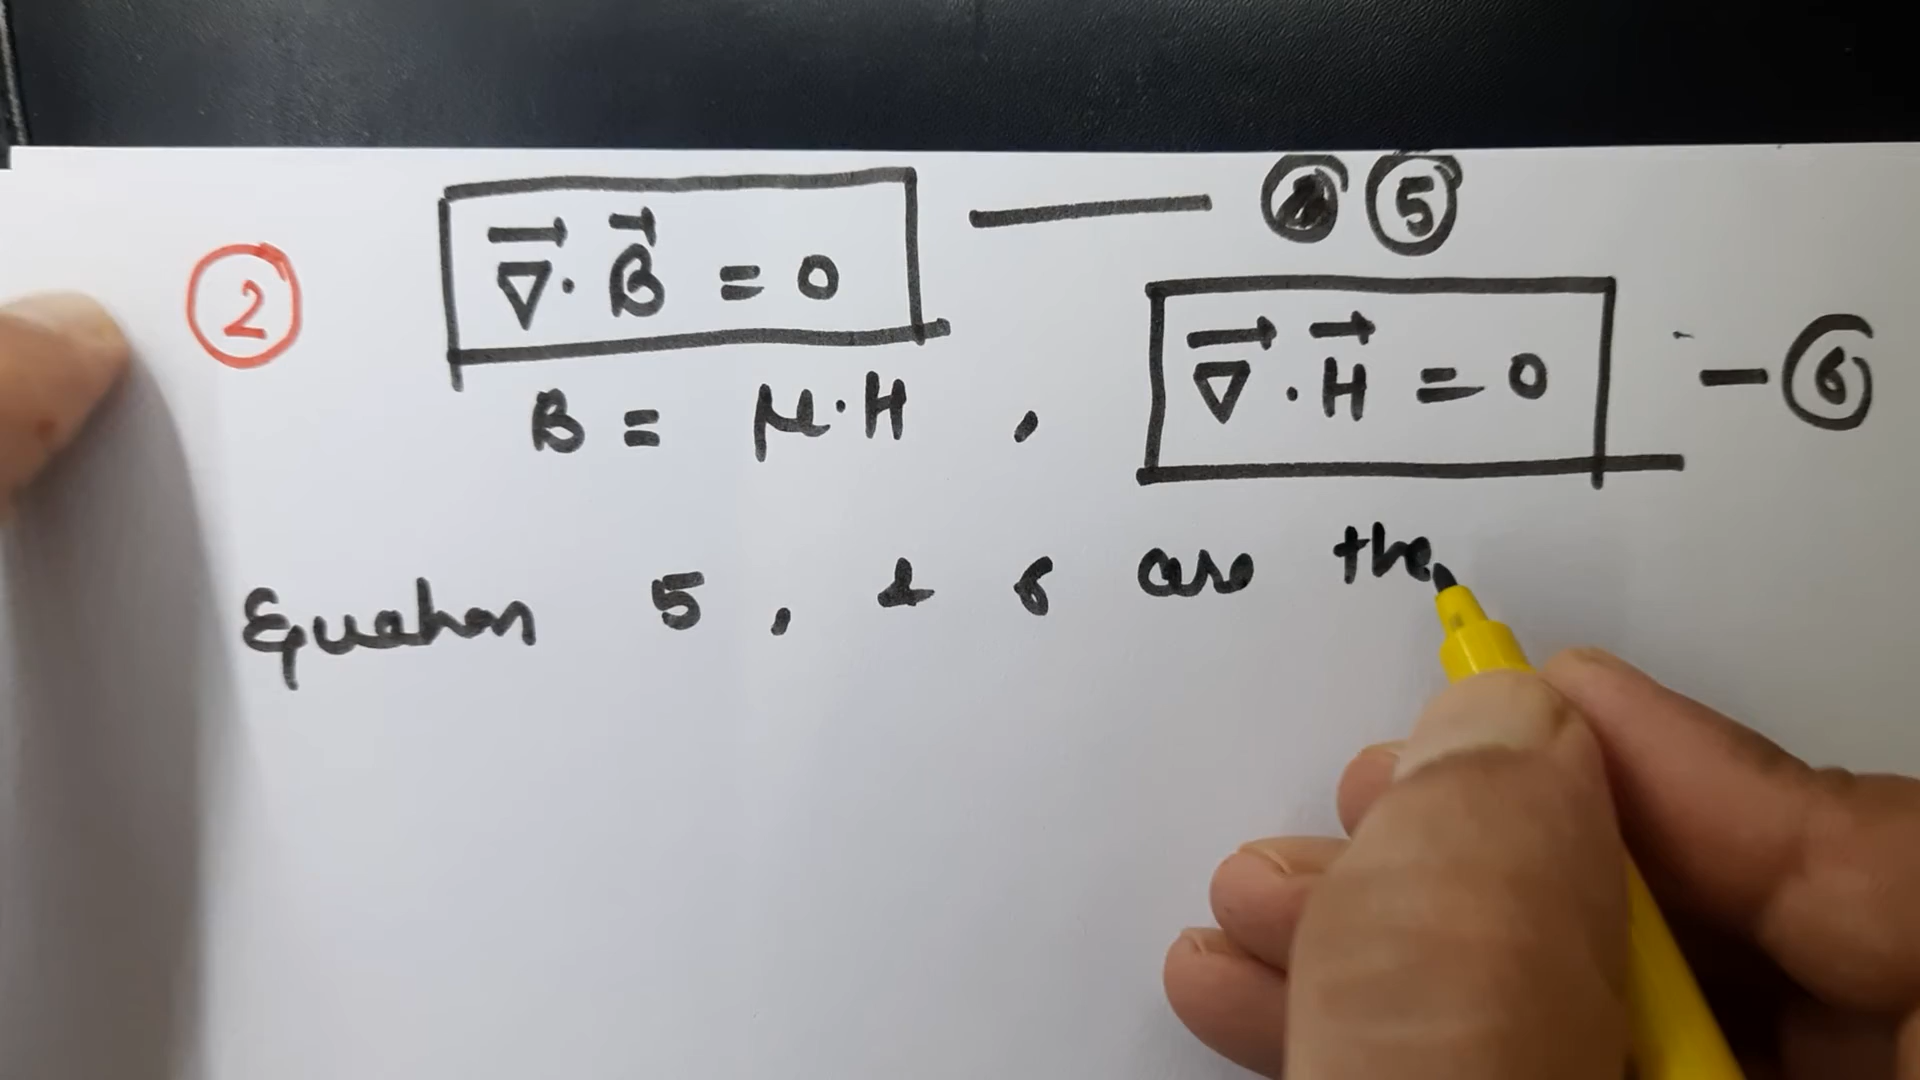 ② ∇⃗ · B⃗ = 0 — ⑤
B = μ · H , ∇⃗ · H⃗ = 0 — ⑥
Equation 5 , & 6 are the